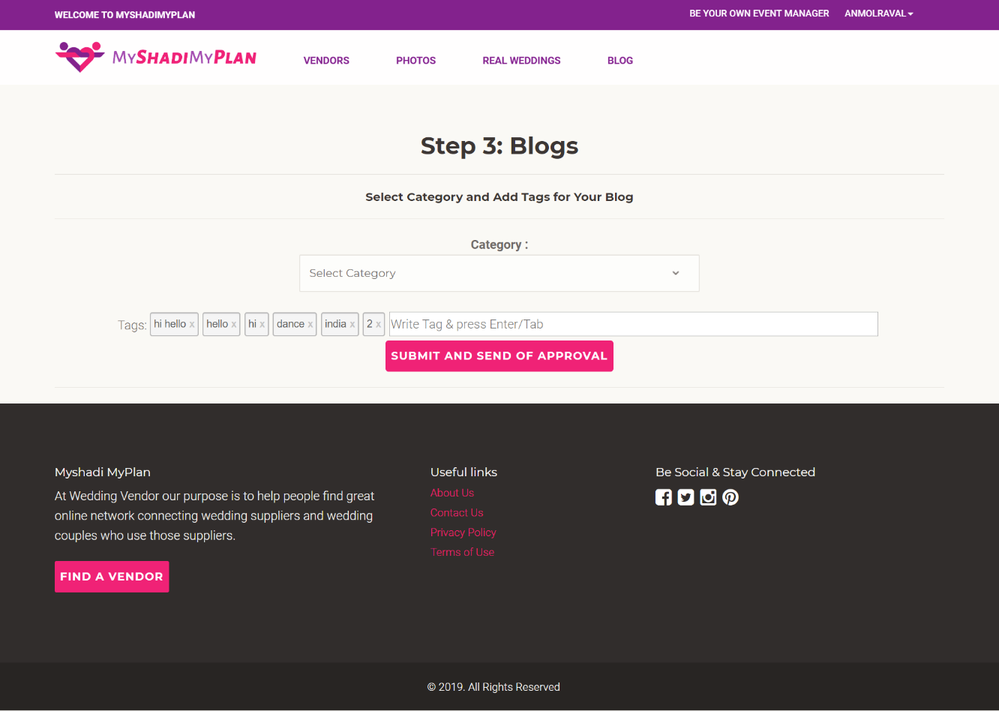 WELCOME TO MYSHADIMYPLAN
BE YOUR OWN EVENT MANAGER
ANMOLRAVAL
MYSHADIMYPLAN
VENDORS
PHOTOS
REAL WEDDINGS
BLOG
Step 3: Blogs
Select Category and Add Tags for Your Blog
Category :
Select Category
Tags: hi hello x hello x hi x dance x india x 2 x Write Tag & press Enter/Tab
SUBMIT AND SEND OF APPROVAL
Myshadi MyPlan
At Wedding Vendor our purpose is to help people find great
online network connecting wedding suppliers and wedding
couples who use those suppliers.
FIND A VENDOR
Useful links
About Us
Contact Us
Privacy Policy
Terms of Use
Be Social & Stay Connected
© 2019. All Rights Reserved